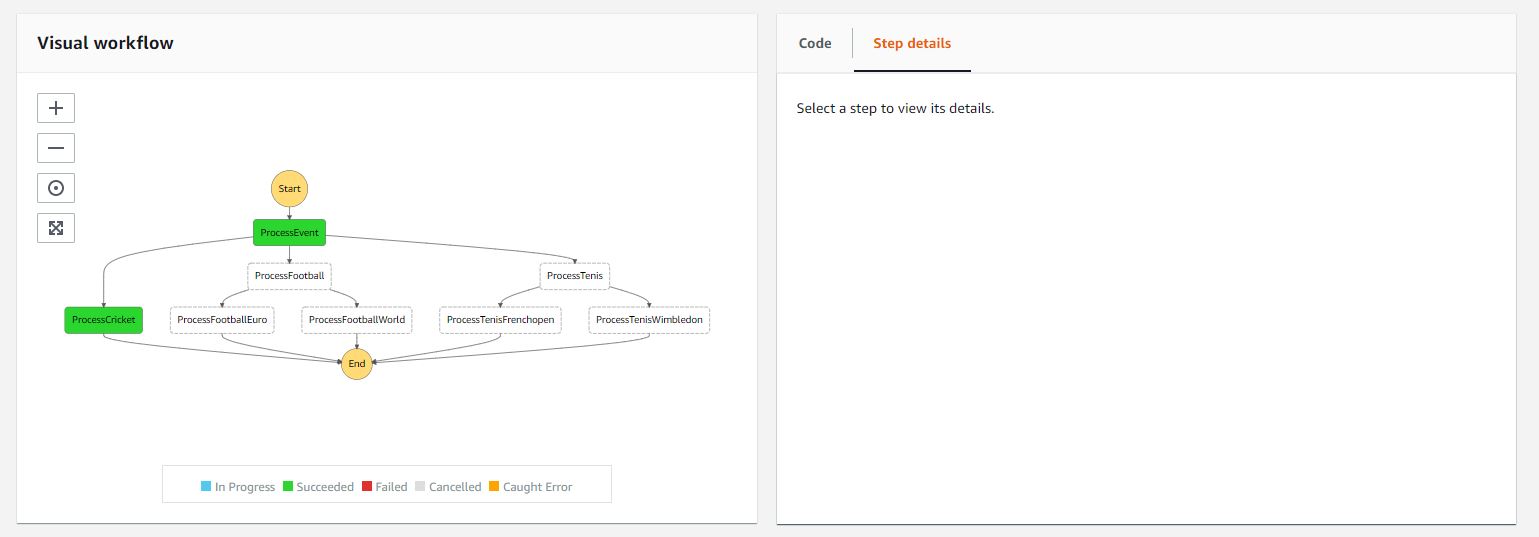 Visual workflow
Code
Step details
Select a step to view its details.
Start
ProcessEvent
ProcessFootball
ProcessTenis
ProcessCricket
ProcessFootballEuro
ProcessFootballWorld
ProcessTenisFrenchopen
ProcessTenisWimbledon
End
In Progress Succeeded Failed Cancelled Caught Error